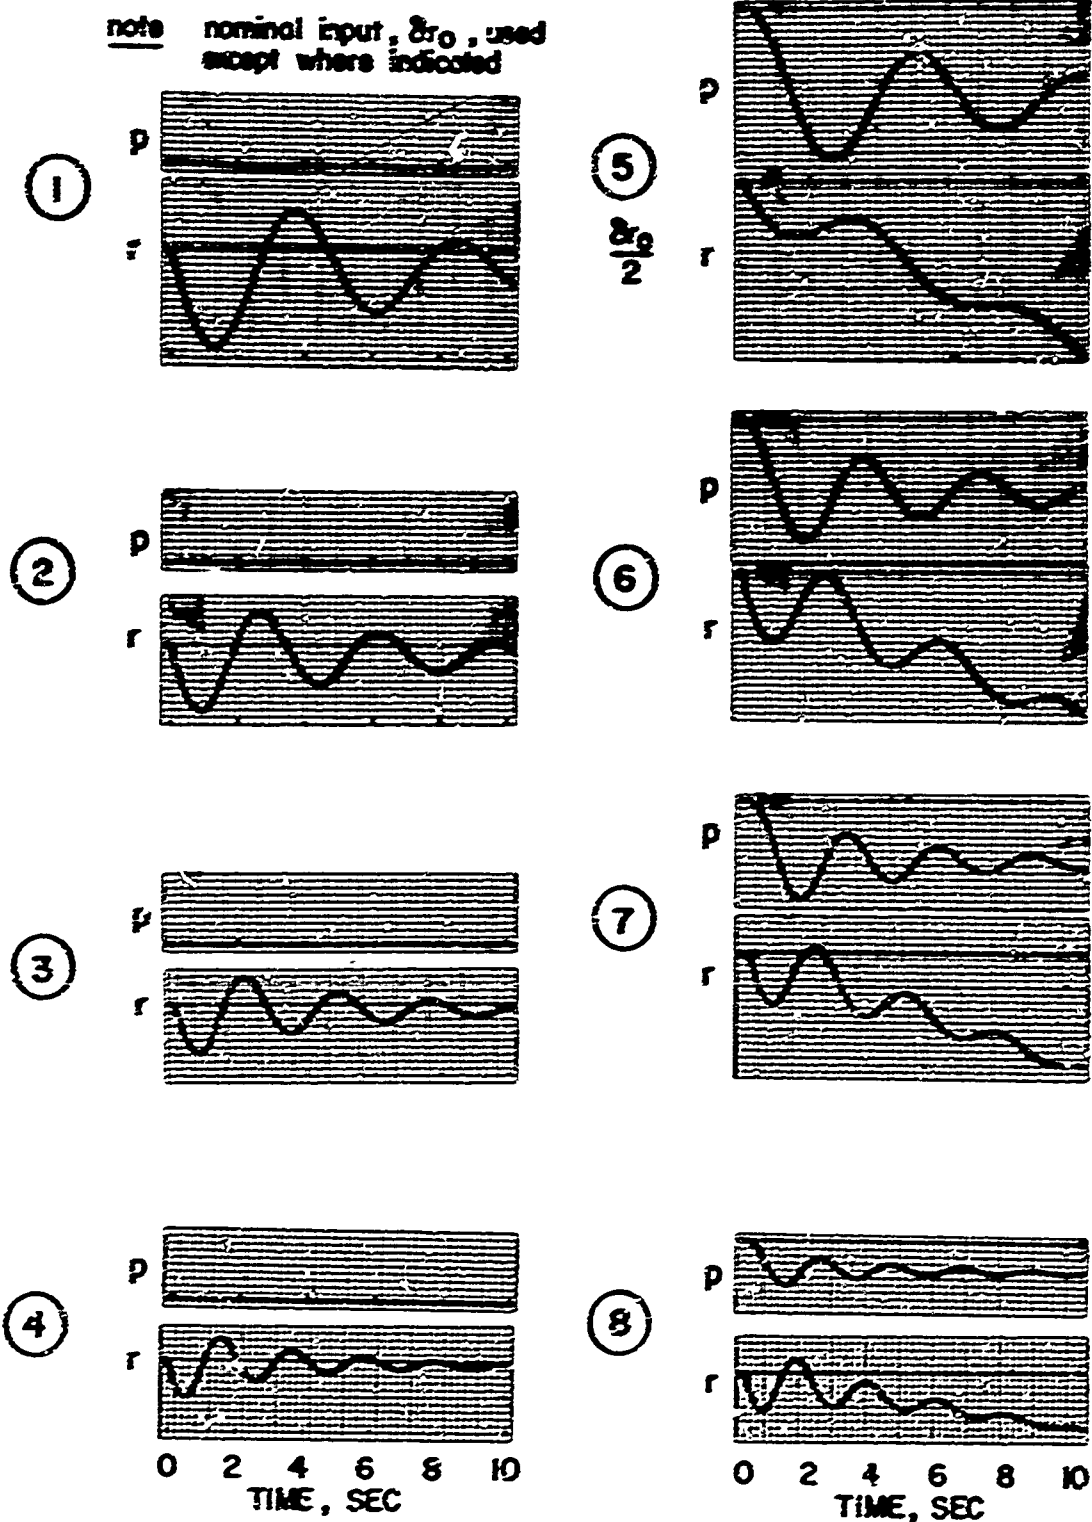 note nominal input, δr₀, used
except where indicated
1
p
r
2
p
r
3
p
r
4
p
r
0 2 4 6 8 10
TIME, SEC
5
δr₀
2
p
r
6
p
r
7
p
r
8
p
r
0 2 4 6 8 10
TIME, SEC